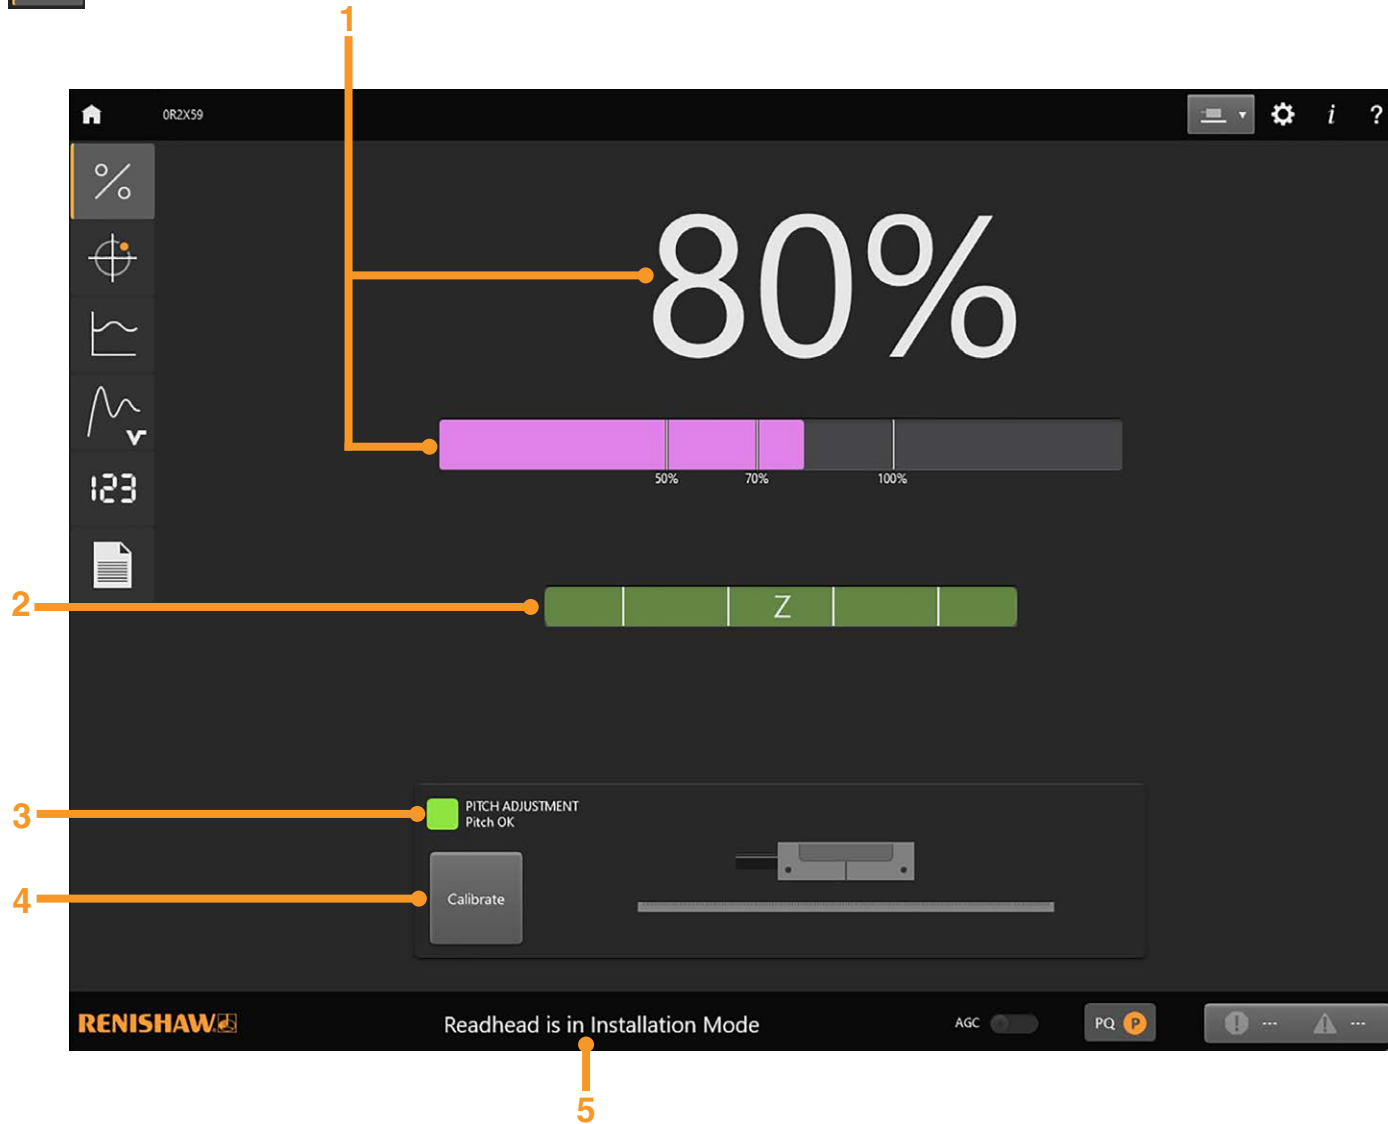 1
0R2X59
i ?
%
80%
50% 70% 100%
123
2
Z
3
PITCH ADJUSTMENT
Pitch OK
4
Calibrate
RENISHAW
Readhead is in Installation Mode
AGC
PQ P
! --- ! ---
5